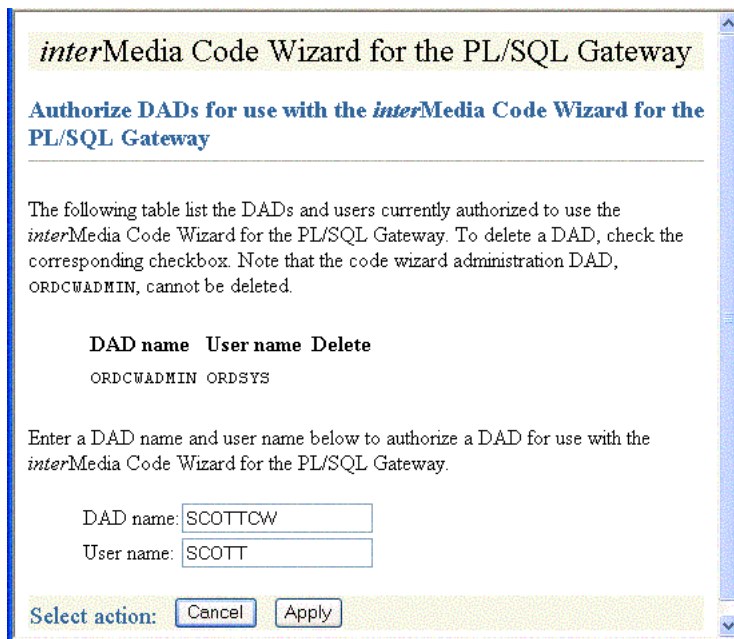 interMedia Code Wizard for the PL/SQL Gateway
Authorize DADs for use with the interMedia Code Wizard for the
PL/SQL Gateway
The following table list the DADs and users currently authorized to use the
interMedia Code Wizard for the PL/SQL Gateway. To delete a DAD, check the
corresponding checkbox. Note that the code wizard administration DAD,
ORDCWADMIN, cannot be deleted.
DAD name User name Delete
ORDCWADMIN ORDSYS
Enter a DAD name and user name below to authorize a DAD for use with the
interMedia Code Wizard for the PL/SQL Gateway.
DAD name: SCOTTCW
User name: SCOTT
Select action: Cancel Apply